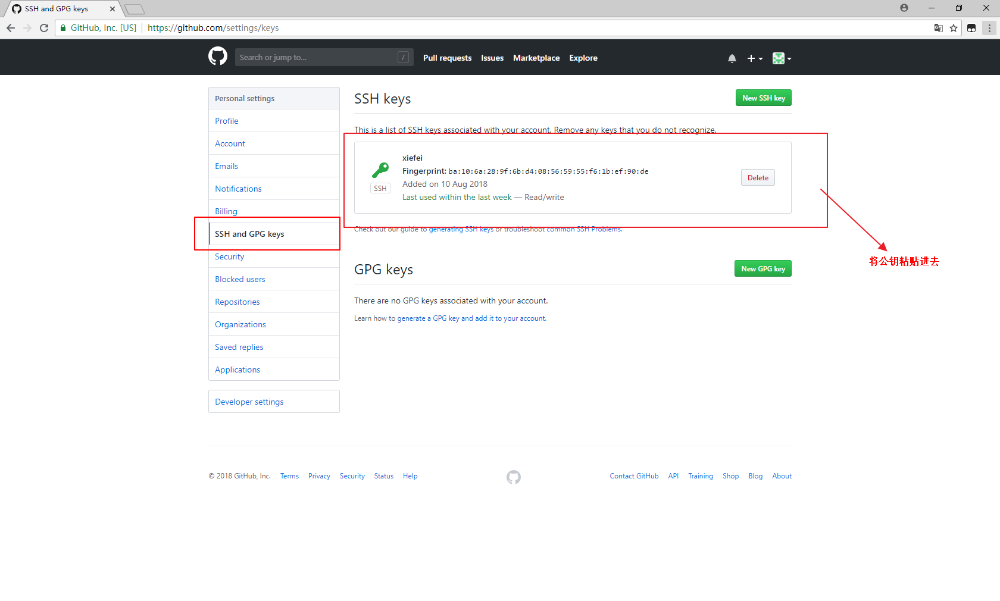 SSH and GPG keys
GitHub, Inc. [US] https://github.com/settings/keys
Search or jump to... /
Pull requests Issues Marketplace Explore
Personal settings
Profile
Account
Emails
Notifications
Billing
SSH and GPG keys
Security
Blocked users
Repositories
Organizations
Saved replies
Applications
Developer settings
SSH keys
New SSH key
This is a list of SSH keys associated with your account. Remove any keys that you do not recognize.
xiefei
Fingerprint: ba:10:6a:28:9f:6b:d4:08:56:59:55:f6:1b:ef:90:de
Added on 10 Aug 2018
Last used within the last week — Read/write
SSH
Delete
Check out our guide to generating SSH keys or troubleshoot common SSH Problems.
将公钥粘贴进去
GPG keys
New GPG key
There are no GPG keys associated with your account.
Learn how to generate a GPG key and add it to your account.
© 2018 GitHub, Inc. Terms Privacy Security Status Help
Contact GitHub API Training Shop Blog About